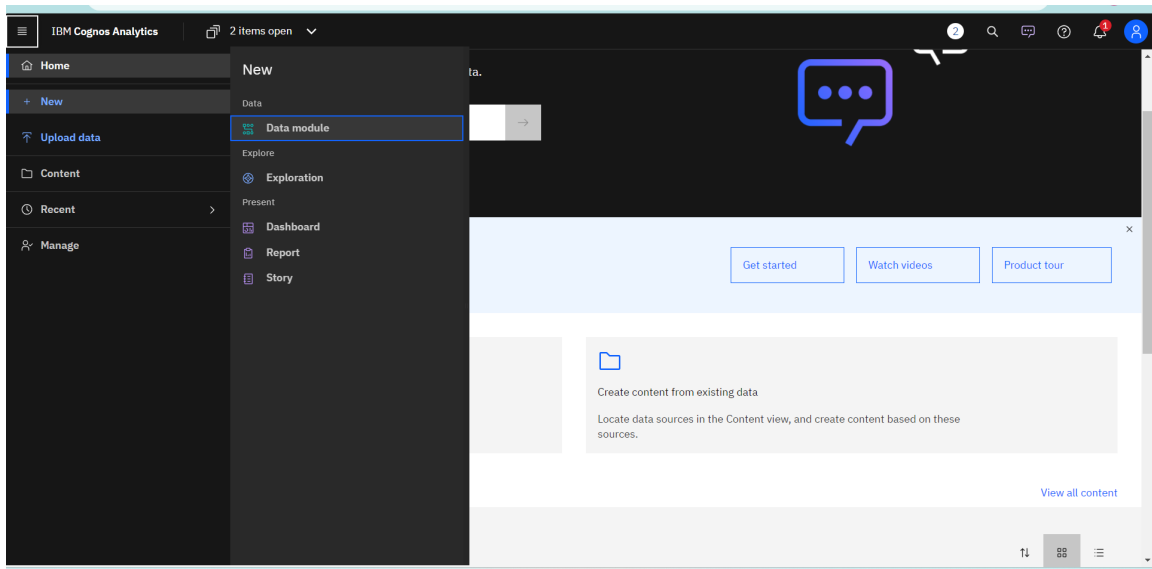 IBM Cognos Analytics
2 items open
2
1
Home
New
Upload data
Content
Recent
Manage
New
Data
Data module
Explore
Exploration
Present
Dashboard
Report
Story
ta.
Get started
Watch videos
Product tour
Create content from existing data
Locate data sources in the Content view, and create content based on these
sources.
View all content